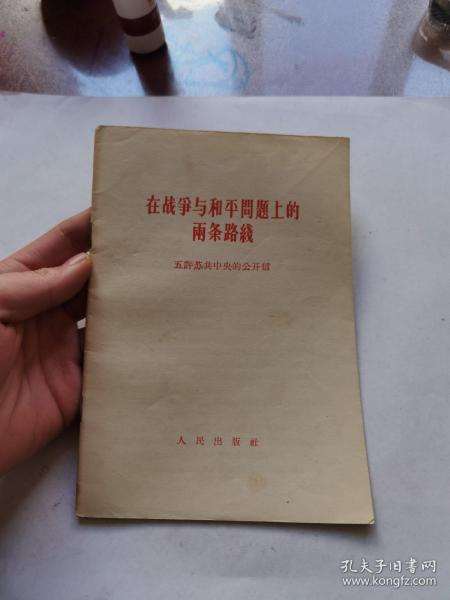 在战爭与和平問題上的
兩条路綫
五評苏共中央的公开信
人民出版社
孔夫子旧书网
www.kongfz.com